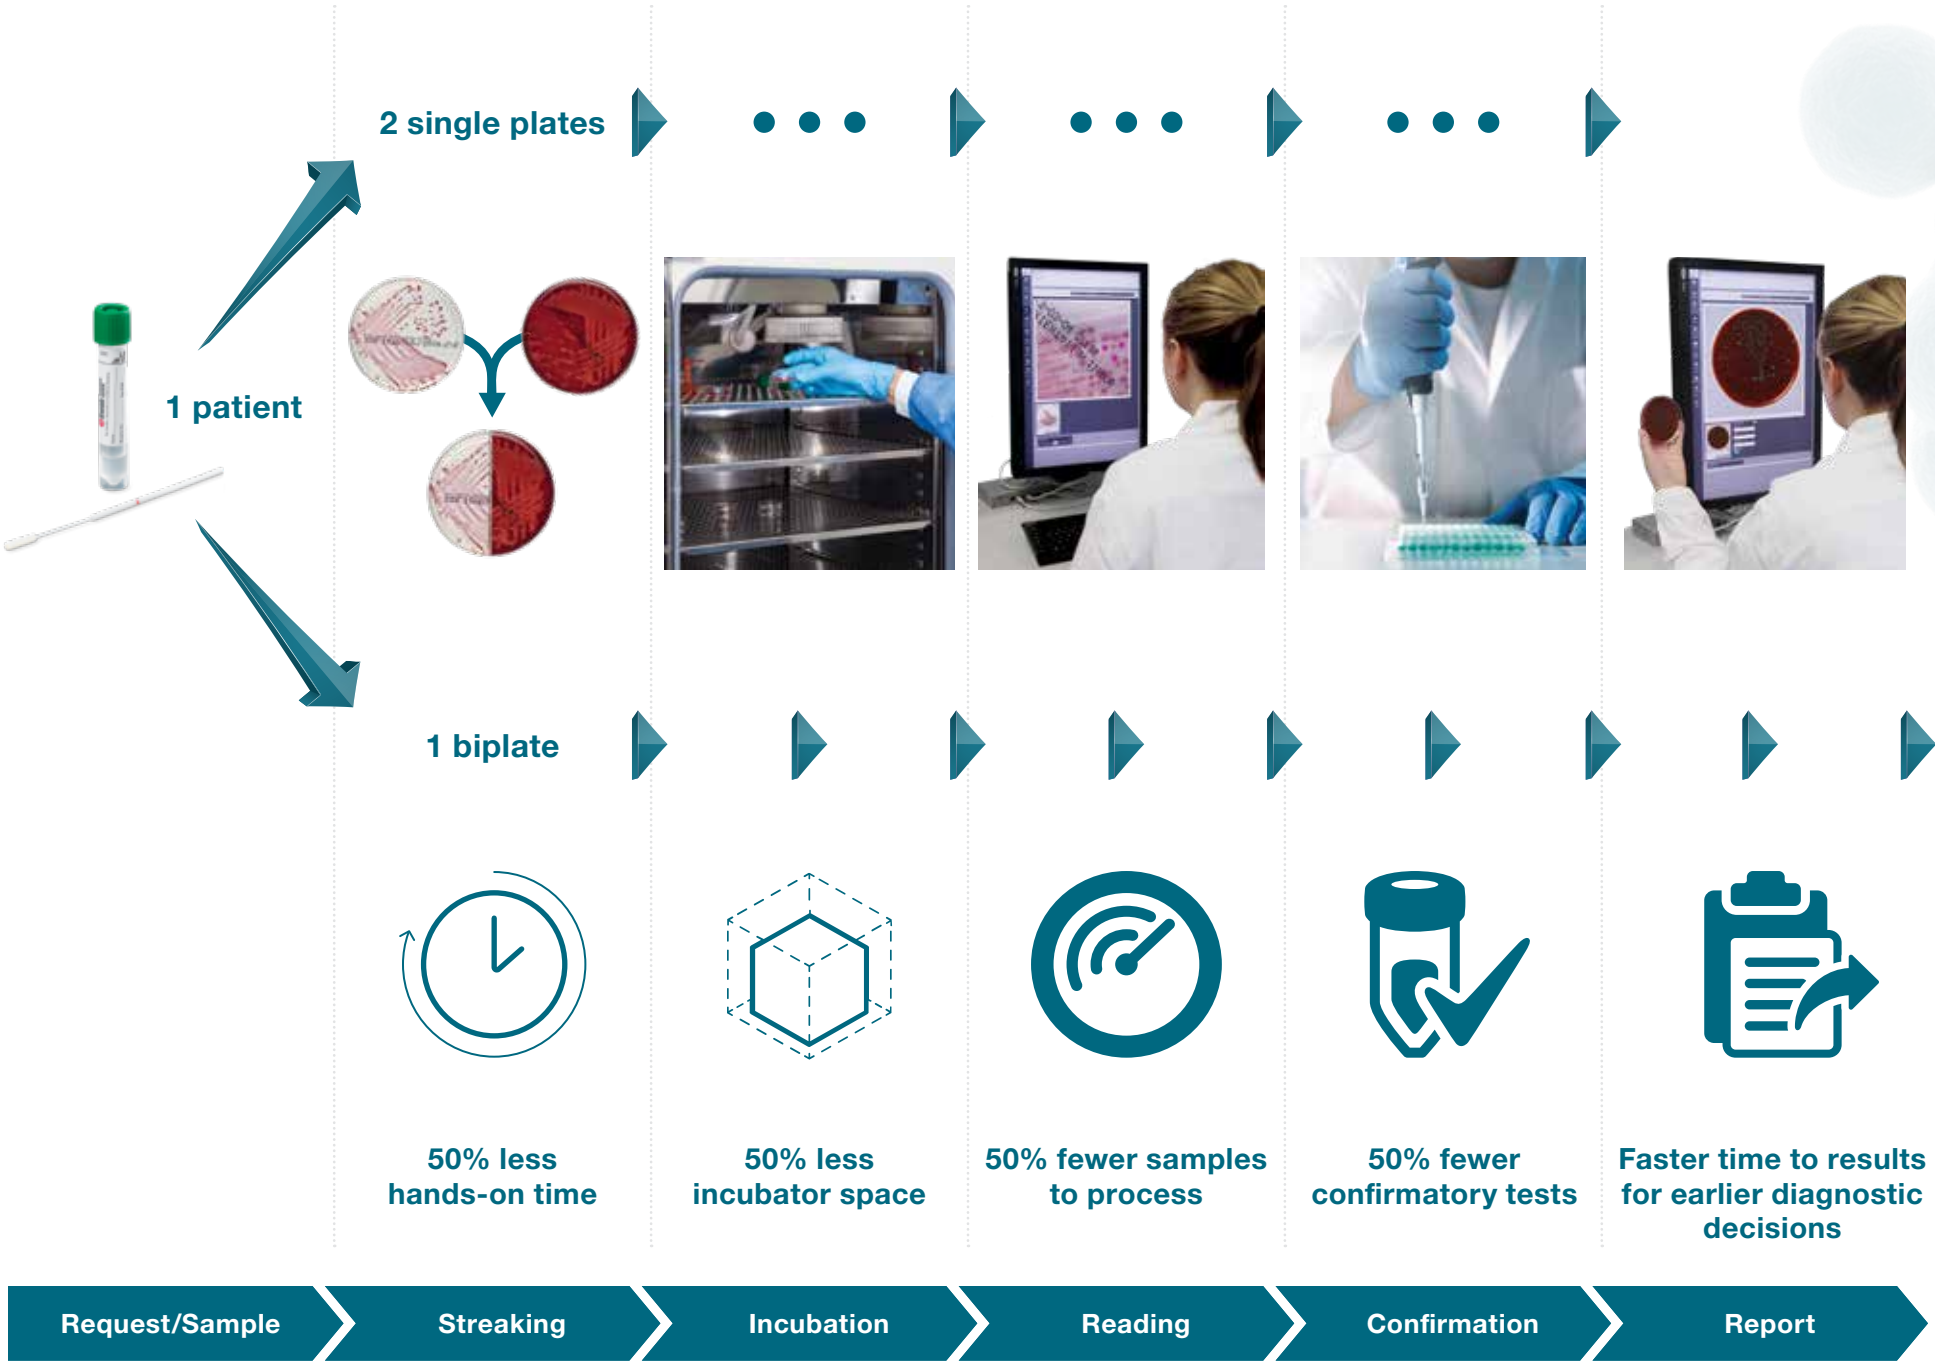 2 single plates
1 patient
1 biplate
50% less
hands-on time
50% less
incubator space
50% fewer samples
to process
50% fewer
confirmatory tests
Faster time to results
for earlier diagnostic
decisions
Request/Sample
Streaking
Incubation
Reading
Confirmation
Report